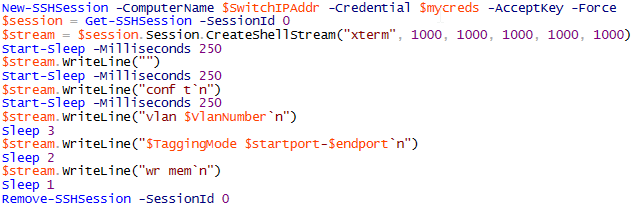 New-SSHSession -ComputerName $SwitchIPAddr -Credential $mycreds -AcceptKey -Force
$session = Get-SSHSession -SessionId 0
$stream = $session.Session.CreateShellStream("xterm", 1000, 1000, 1000, 1000, 1000)
Start-Sleep -Milliseconds 250
$stream.WriteLine("")
Start-Sleep -Milliseconds 250
$stream.WriteLine("conf t`n")
Start-Sleep -Milliseconds 250
$stream.WriteLine("vlan $VlanNumber`n")
Sleep 3
$stream.WriteLine("$TaggingMode $startport-$endport`n")
Sleep 2
$stream.WriteLine("wr mem`n")
Sleep 1
Remove-SSHSession -SessionId 0